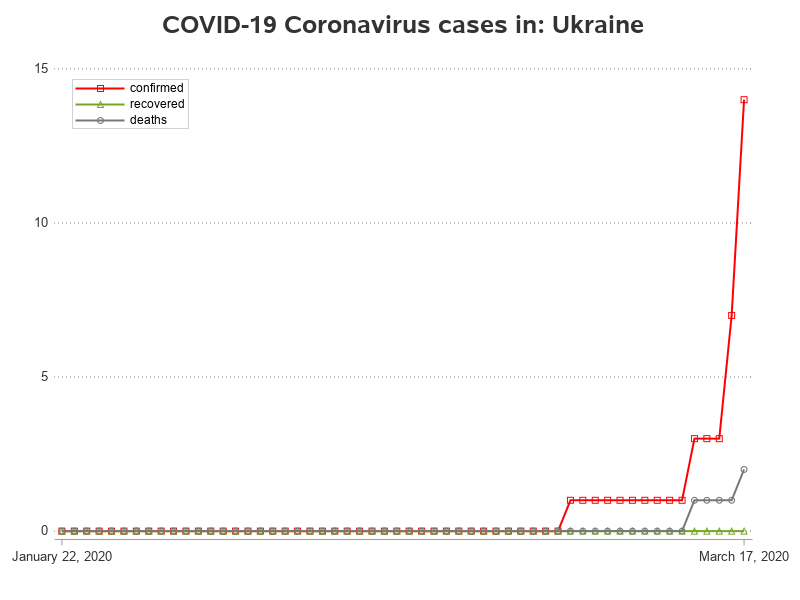 COVID-19 Coronavirus cases in: Ukraine
15
confirmed
recovered
deaths
10
5
0
January 22, 2020
March 17, 2020